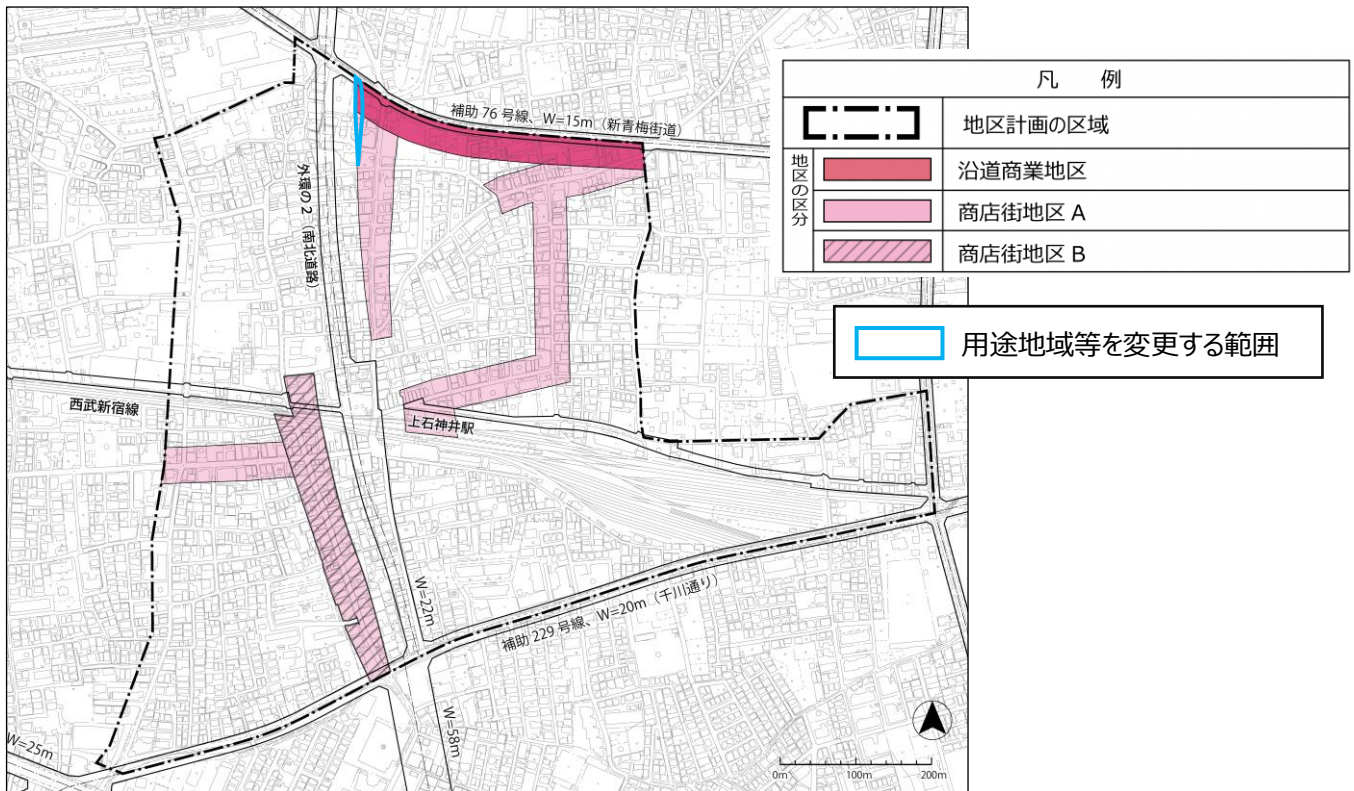 凡 例
地区計画の区域
地区の区分
沿道商業地区
商店街地区 A
商店街地区 B
用途地域等を変更する範囲
補助 76 号線、W=15m（新青梅街道）
外環の2（南北道路）
西武新宿線
上石神井駅
W=22m
補助 229 号線、W=20m（千川通り）
W=58m
W=25m
0m 100m 200m